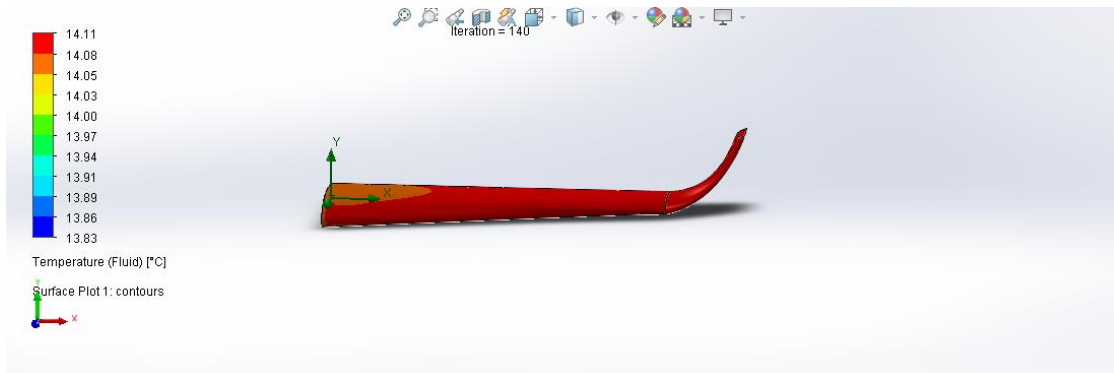 Iteration = 140
14.11
14.08
14.05
14.03
14.00
13.97
13.94
13.91
13.89
13.86
13.83
Y
X
Temperature (Fluid) [°C]
Surface Plot 1: contours
Y
X